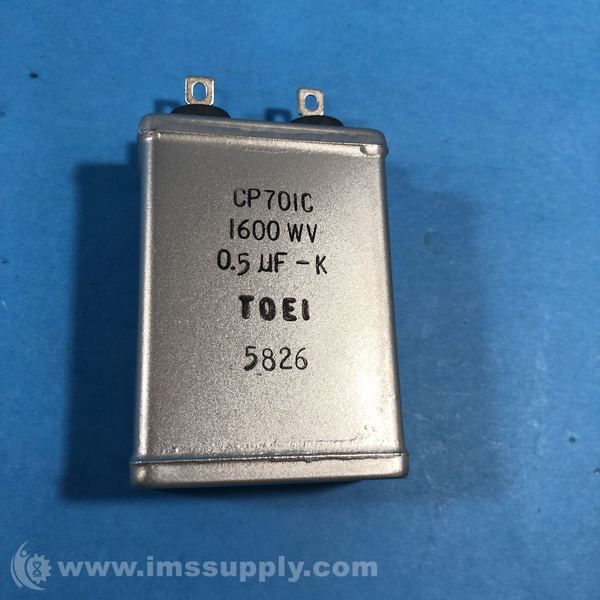 CP701C
1600 WV
0.5 µF - K
TOEI
5826
www.imssupply.com